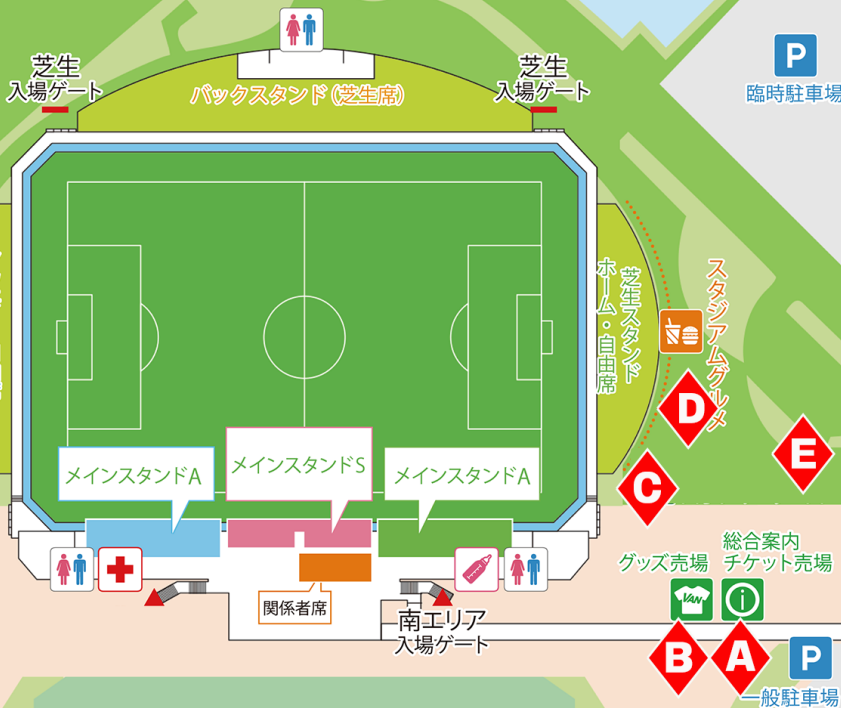 芝生
入場ゲート
芝生
入場ゲート
P
臨時駐車場
バックスタンド（芝生席）
芝生スタンド
ホーム・自由席
スタジアムグルメ
D
E
C
メインスタンドA
メインスタンドS
メインスタンドA
関係者席
南エリア
入場ゲート
グッズ売場
総合案内
チケット売場
VAN
i
B
A
P
一般駐車場